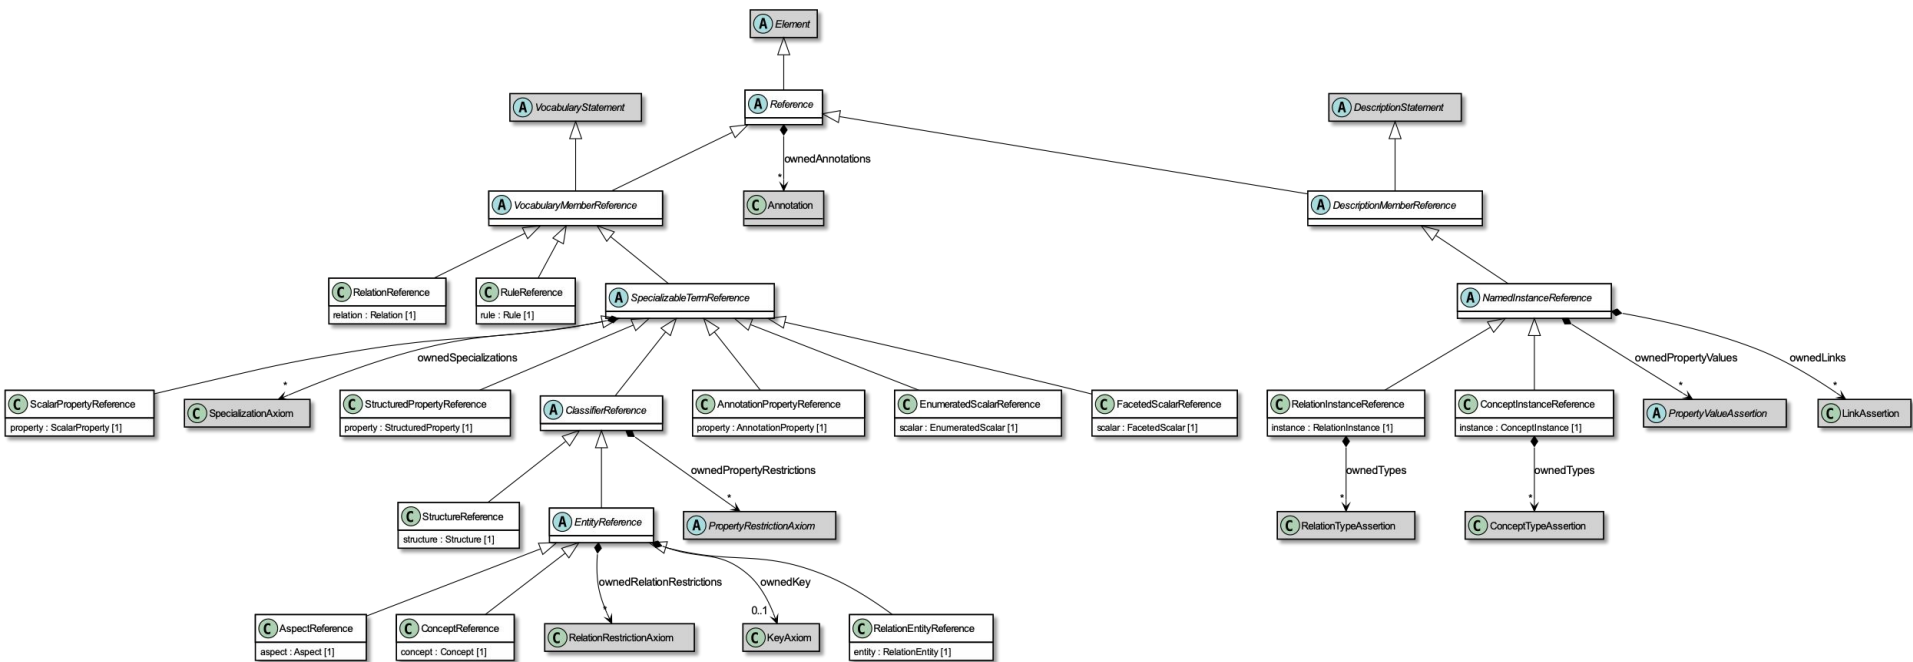 A Element
A VocabularyStatement
A Reference
A DescriptionStatement
ownedAnnotations
*
A VocabularyMemberReference
C Annotation
A DescriptionMemberReference
C RelationReference
relation : Relation [1]
C RuleReference
rule : Rule [1]
A SpecializableTermReference
A NamedInstanceReference
ownedSpecializations
*
ownedPropertyValues
*
ownedLinks
*
C ScalarPropertyReference
property : ScalarProperty [1]
C SpecializationAxiom
C StructuredPropertyReference
property : StructuredProperty [1]
A ClassifierReference
C AnnotationPropertyReference
property : AnnotationProperty [1]
C EnumeratedScalarReference
scalar : EnumeratedScalar [1]
C FacetedScalarReference
scalar : FacetedScalar [1]
C RelationInstanceReference
instance : RelationInstance [1]
C ConceptInstanceReference
instance : ConceptInstance [1]
A PropertyValueAssertion
C LinkAssertion
ownedPropertyRestrictions
*
ownedTypes
*
ownedTypes
*
C StructureReference
structure : Structure [1]
A EntityReference
A PropertyRestrictionAxiom
C RelationTypeAssertion
C ConceptTypeAssertion
ownedRelationRestrictions
*
ownedKey
0..1
C AspectReference
aspect : Aspect [1]
C ConceptReference
concept : Concept [1]
C RelationRestrictionAxiom
C KeyAxiom
C RelationEntityReference
entity : RelationEntity [1]